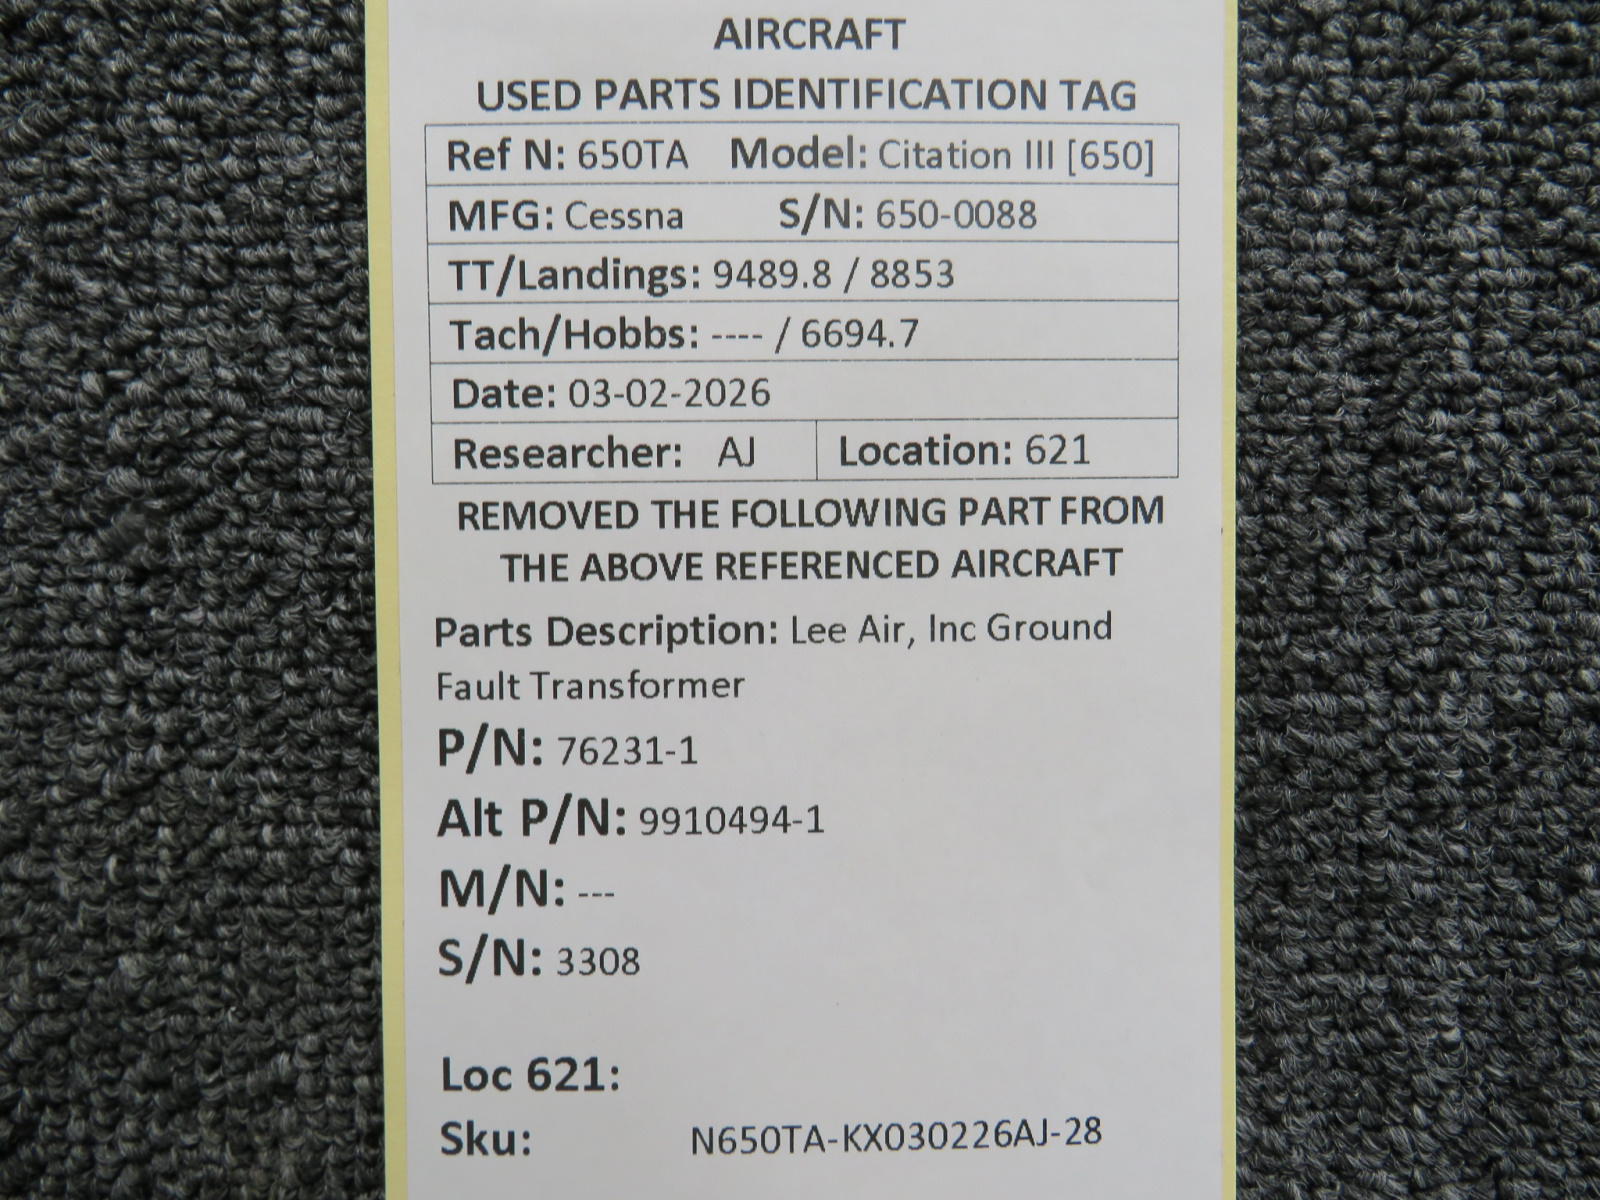 AIRCRAFT
USED PARTS IDENTIFICATION TAG
Ref N: 650TA Model: Citation III [650]
MFG: Cessna S/N: 650-0088
TT/Landings: 9489.8 / 8853
Tach/Hobbs: ---- / 6694.7
Date: 03-02-2026
Researcher: AJ Location: 621
REMOVED THE FOLLOWING PART FROM
THE ABOVE REFERENCED AIRCRAFT
Parts Description: Lee Air, Inc Ground
Fault Transformer
P/N: 76231-1
Alt P/N: 9910494-1
M/N: ---
S/N: 3308
Loc 621:
Sku: N650TA-KX030226AJ-28